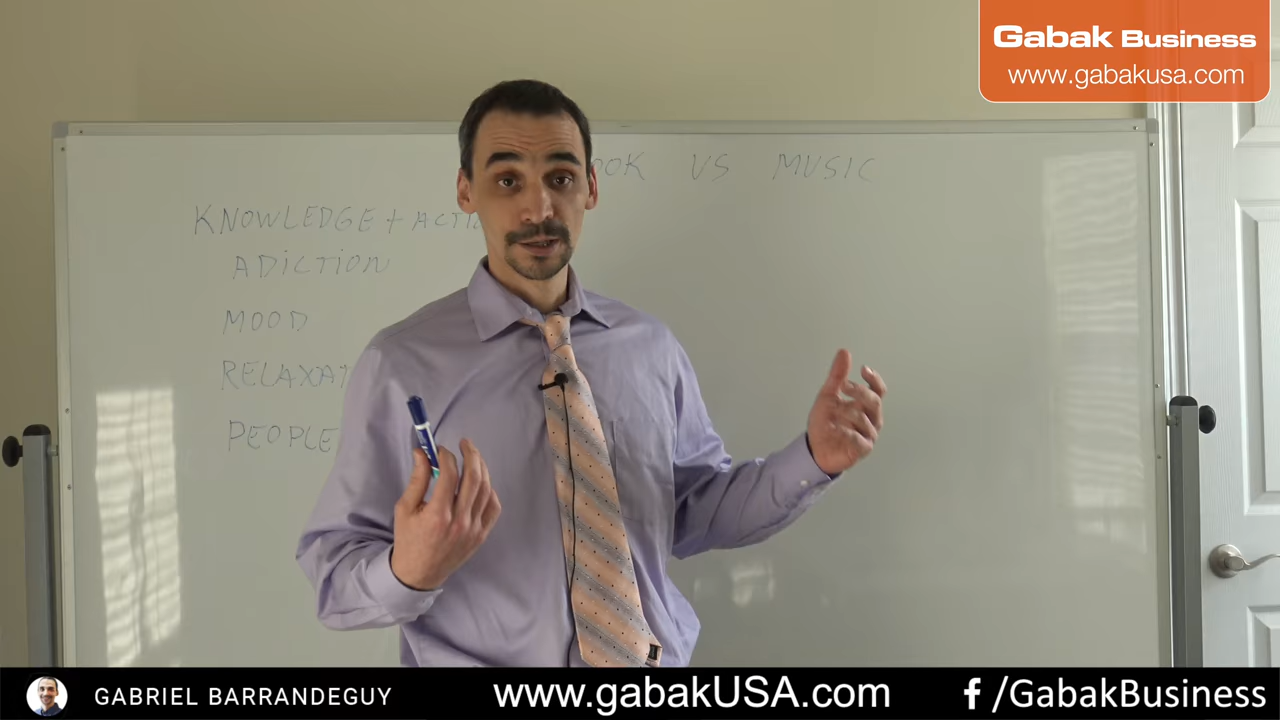 Gabak Business
www.gabakusa.com
OOK VS MUSIC
KNOWLEDGE + ACTI
ADICTION
MOOD
RELAXAT
PEOPLE
GABRIEL BARRANDEGUY
www.gabakUSA.com
f /GabakBusiness